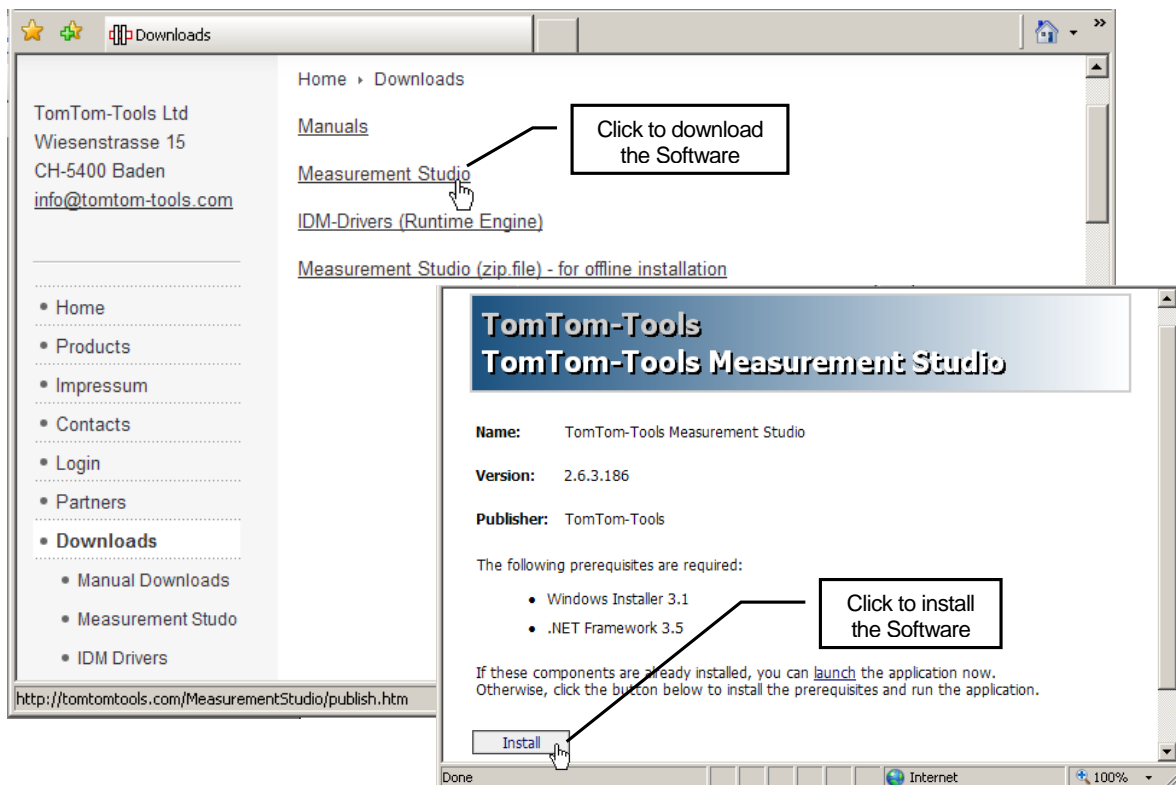 Downloads
»
TomTom-Tools Ltd
Wiesenstrasse 15
CH-5400 Baden
info@tomtom-tools.com
• Home
• Products
• Impressum
• Contacts
• Login
• Partners
• Downloads
• Manual Downloads
• Measurement Studo
• IDM Drivers
Home ▸ Downloads
Manuals
Measurement Studio
IDM-Drivers (Runtime Engine)
Measurement Studio (zip.file) - for offline installation
Click to download
the Software
http://tomtomtools.com/MeasurementStudio/publish.htm
TomTom-Tools
TomTom-Tools Measurement Studio
Name: TomTom-Tools Measurement Studio
Version: 2.6.3.186
Publisher: TomTom-Tools
The following prerequisites are required:
• Windows Installer 3.1
• .NET Framework 3.5
Click to install
the Software
If these components are already installed, you can launch the application now.
Otherwise, click the button below to install the prerequisites and run the application.
Install
Done
Internet
100%